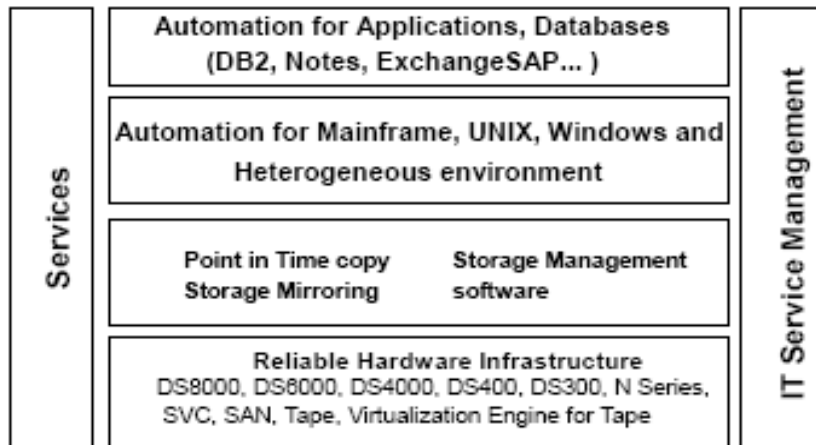 Services
Automation for Applications, Databases
(DB2, Notes, ExchangeSAP... )
Automation for Mainframe, UNIX, Windows and
Heterogeneous environment
Point in Time copy
Storage Mirroring
Storage Management
software
Reliable Hardware Infrastructure
DS8000, DS6000, DS4000, DS400, DS300, N Series,
SVC, SAN, Tape, Virtualization Engine for Tape
IT Service Management